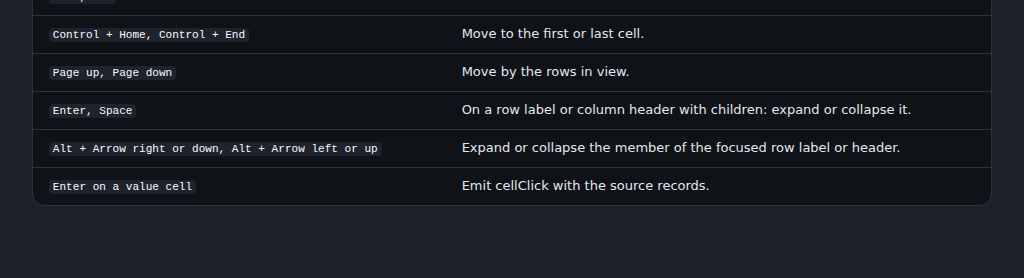 Control + Home, Control + End
Move to the first or last cell.
Page up, Page down
Move by the rows in view.
Enter, Space
On a row label or column header with children: expand or collapse it.
Alt + Arrow right or down, Alt + Arrow left or up
Expand or collapse the member of the focused row label or header.
Enter on a value cell
Emit cellClick with the source records.